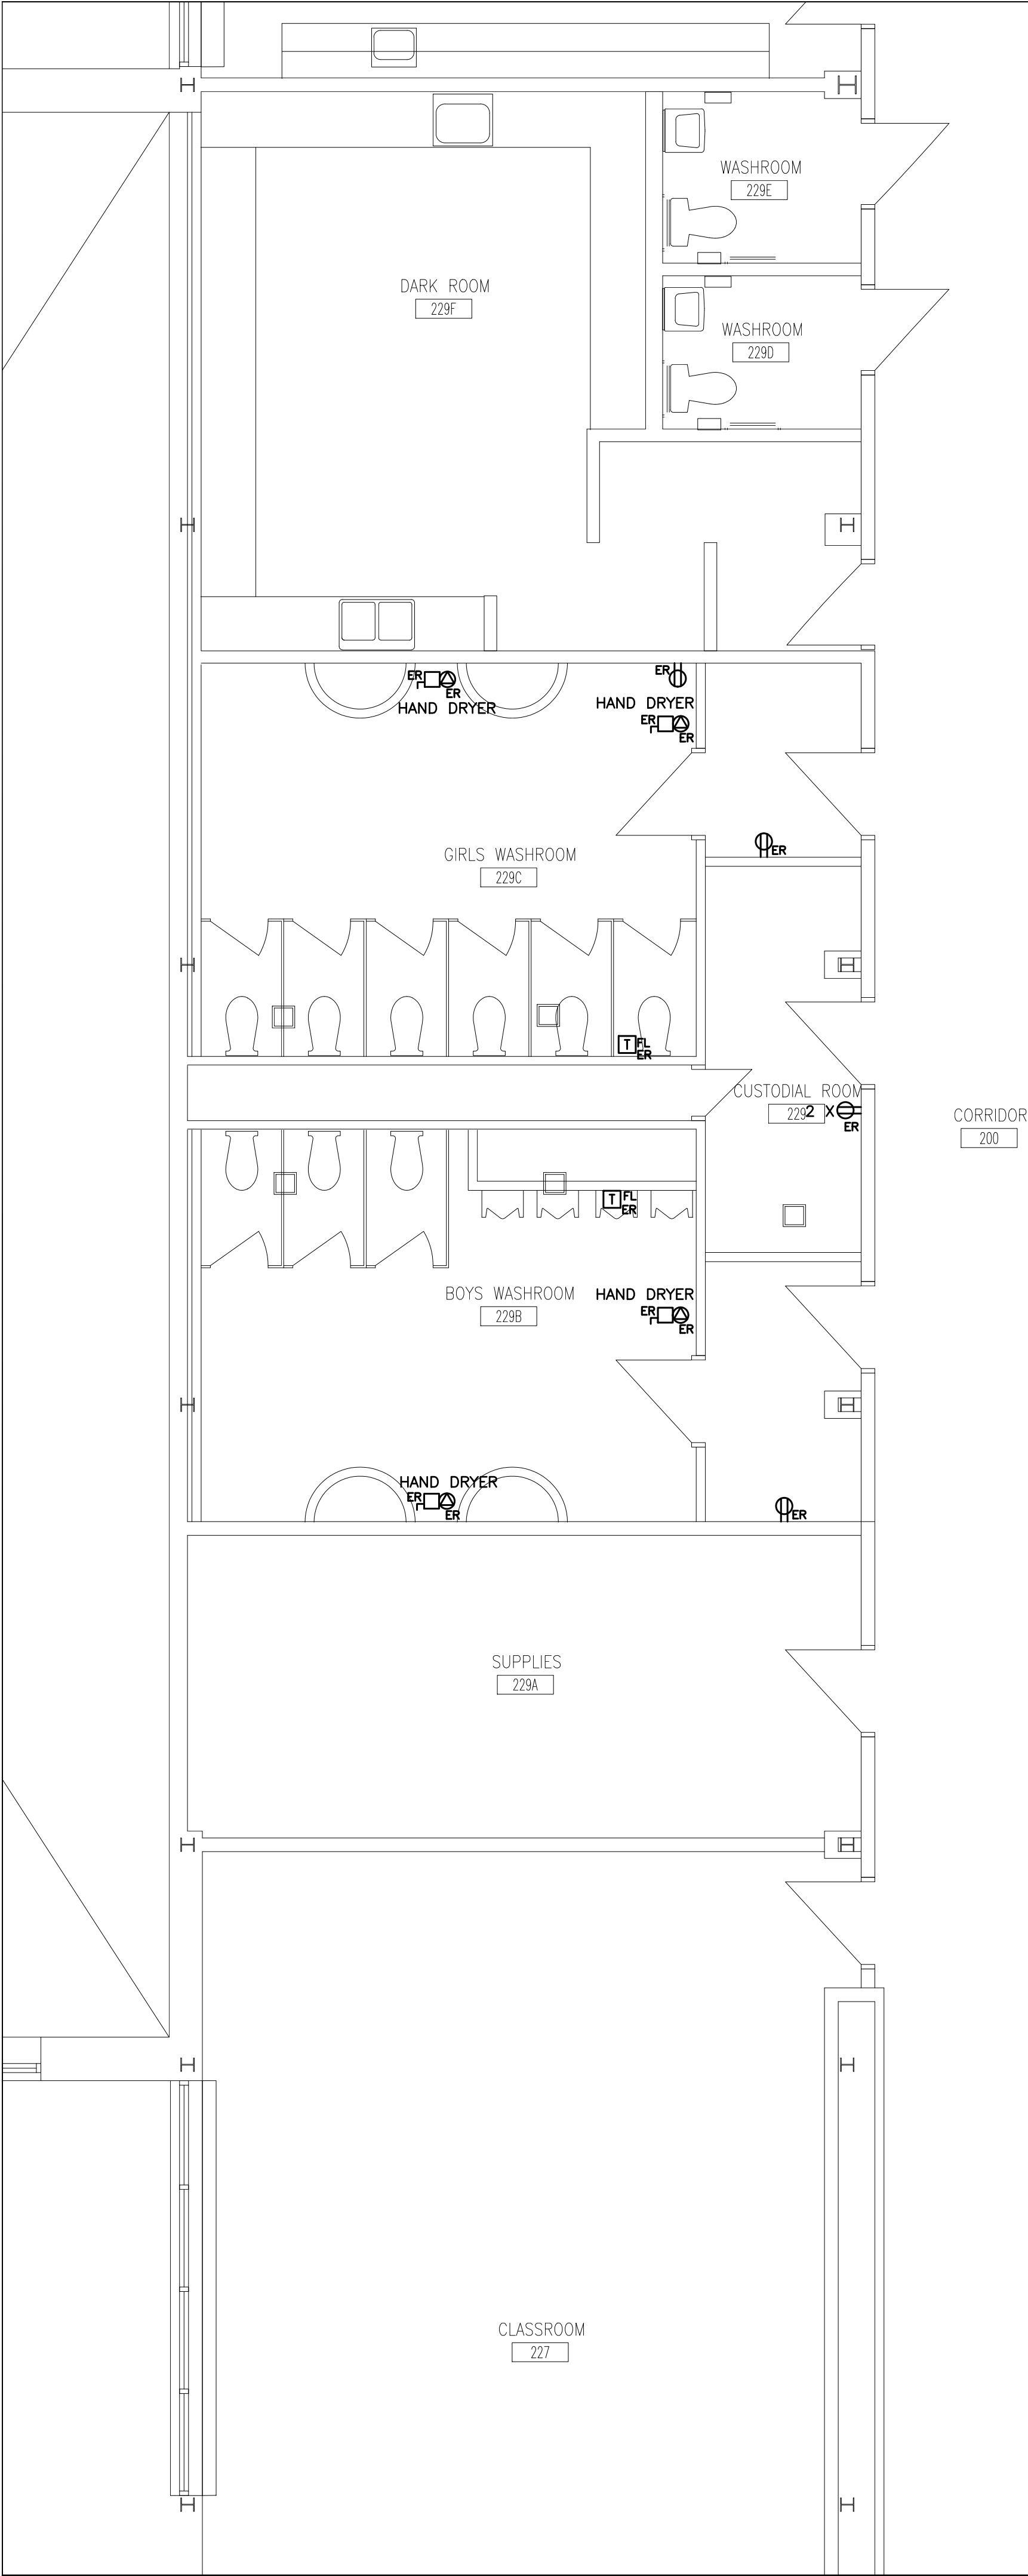 WASHROOM
229E
DARK ROOM
229F
WASHROOM
229D
ER
ER
HAND DRYER
ER
HAND DRYER
ER
ER
ER
GIRLS WASHROOM
229C
T FL
ER
CUSTODIAL ROOM
229 2 X
ER
CORRIDOR
200
T FL
ER
BOYS WASHROOM
229B
HAND DRYER
ER
ER
HAND DRYER
ER
ER
ER
SUPPLIES
229A
CLASSROOM
227